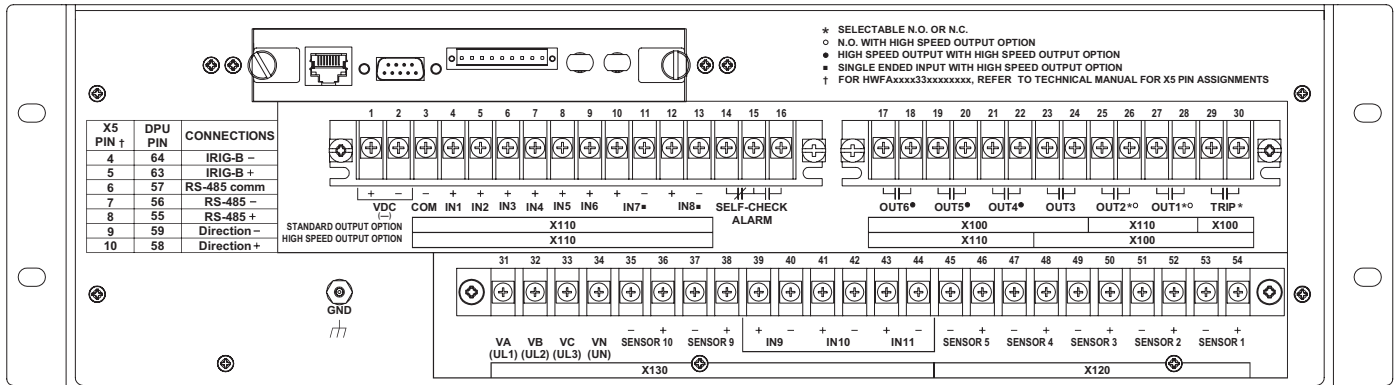 * SELECTABLE N.O. OR N.C.
○ N.O. WITH HIGH SPEED OUTPUT OPTION
● HIGH SPEED OUTPUT WITH HIGH SPEED OUTPUT OPTION
■ SINGLE ENDED INPUT WITH HIGH SPEED OUTPUT OPTION
† FOR HWFAxxxx33xxxxxxxx, REFER TO TECHNICAL MANUAL FOR X5 PIN ASSIGNMENTS
X5 PIN † DPU PIN CONNECTIONS
4 64 IRIG-B −
5 63 IRIG-B +
6 57 RS-485 comm
7 56 RS-485 −
8 55 RS-485 +
9 59 Direction −
10 58 Direction +
1 2 3 4 5 6 7 8 9 10 11 12 13 14 15 16
+ − − + + + + + + + − + −
VDC COM IN1 IN2 IN3 IN4 IN5 IN6 IN7■ IN8■ SELF-CHECK
(—) ALARM
17 18 19 20 21 22 23 24 25 26 27 28 29 30
OUT6● OUT5● OUT4● OUT3 OUT2*○ OUT1*○ TRIP *
STANDARD OUTPUT OPTION X110 X100 X110 X100
HIGH SPEED OUTPUT OPTION X110 X110 X100
31 32 33 34 35 36 37 38 39 40 41 42 43 44 45 46 47 48 49 50 51 52 53 54
− + − + + − + − + − − + − + − + − + − +
VA VB VC VN SENSOR 10 SENSOR 9 IN9 IN10 IN11 SENSOR 5 SENSOR 4 SENSOR 3 SENSOR 2 SENSOR 1
(UL1) (UL2) (UL3) (UN)
X130 X120
GND